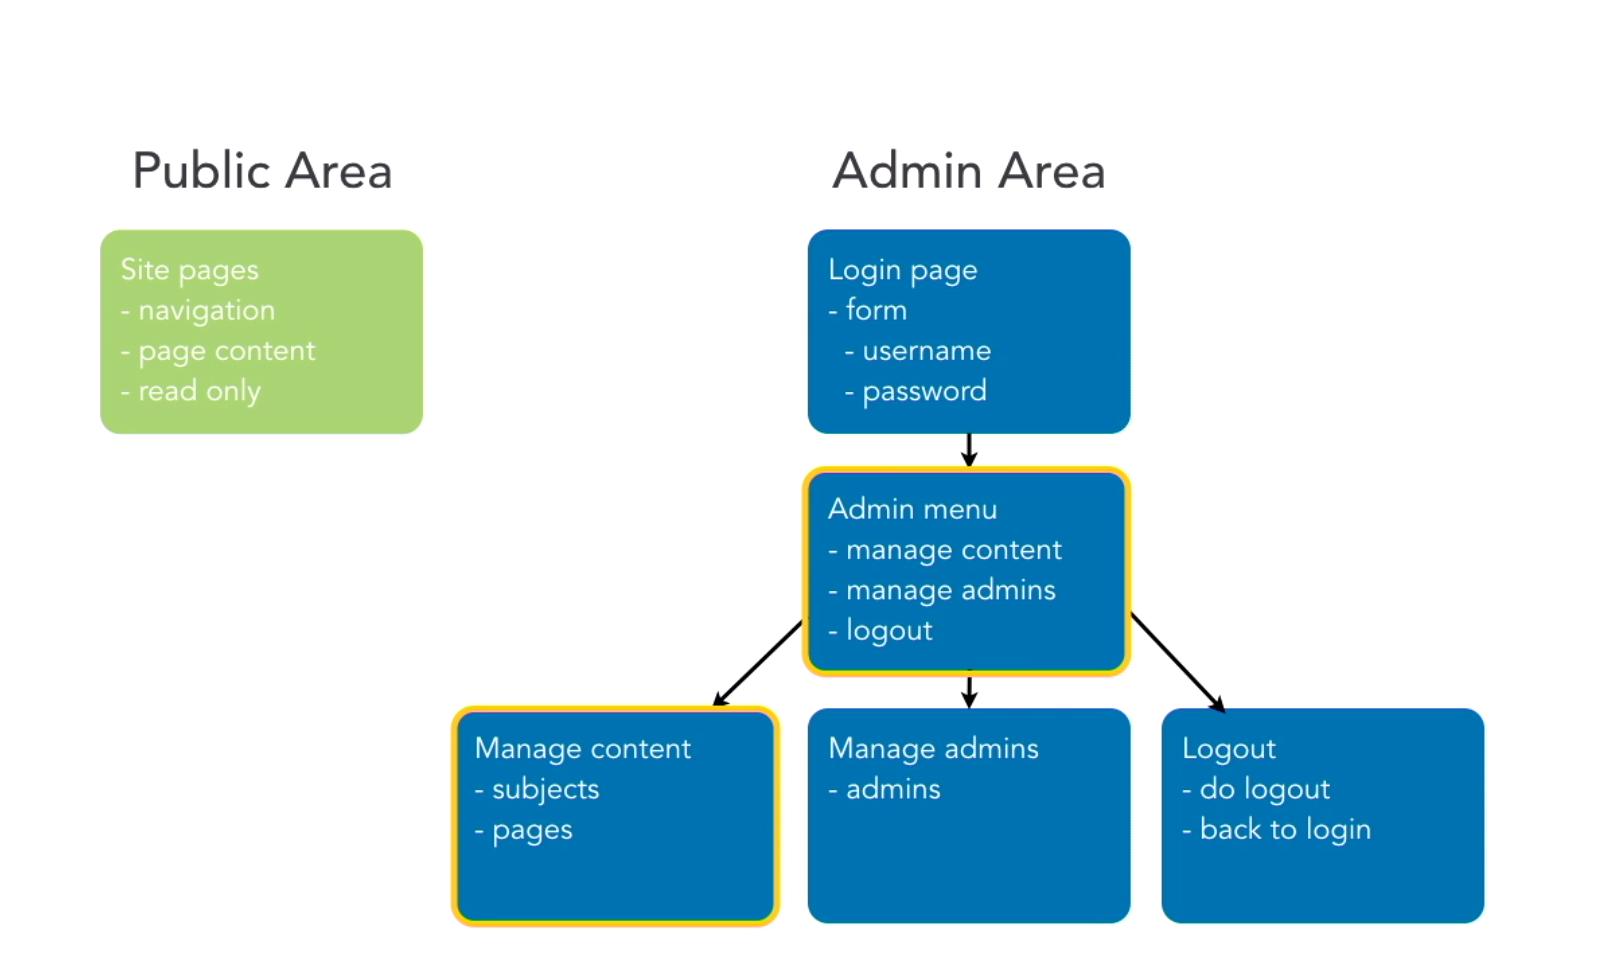 Public Area
Site pages
- navigation
- page content
- read only
Admin Area
Login page
- form
- username
- password
Admin menu
- manage content
- manage admins
- logout
Manage content
- subjects
- pages
Manage admins
- admins
Logout
- do logout
- back to login